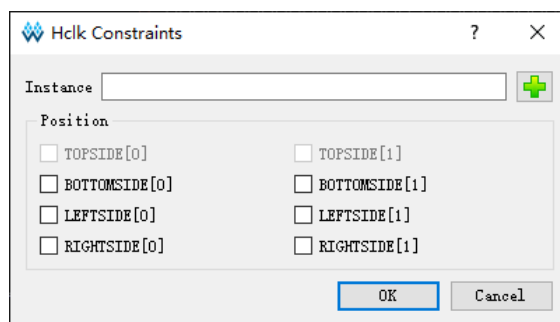 Hclk Constraints ?
Instance
Position
TOPSIDE[0] TOPSIDE[1]
BOTTOMSIDE[0] BOTTOMSIDE[1]
LEFTSIDE[0] LEFTSIDE[1]
RIGHTSIDE[0] RIGHTSIDE[1]
OK Cancel